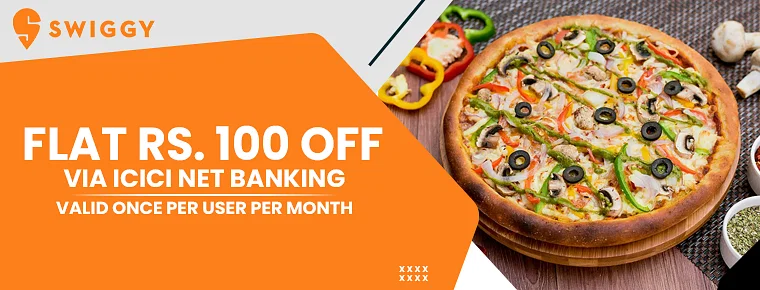 SWIGGY
FLAT RS. 100 OFF
VIA ICICI NET BANKING
VALID ONCE PER USER PER MONTH
XXXX
XXXX